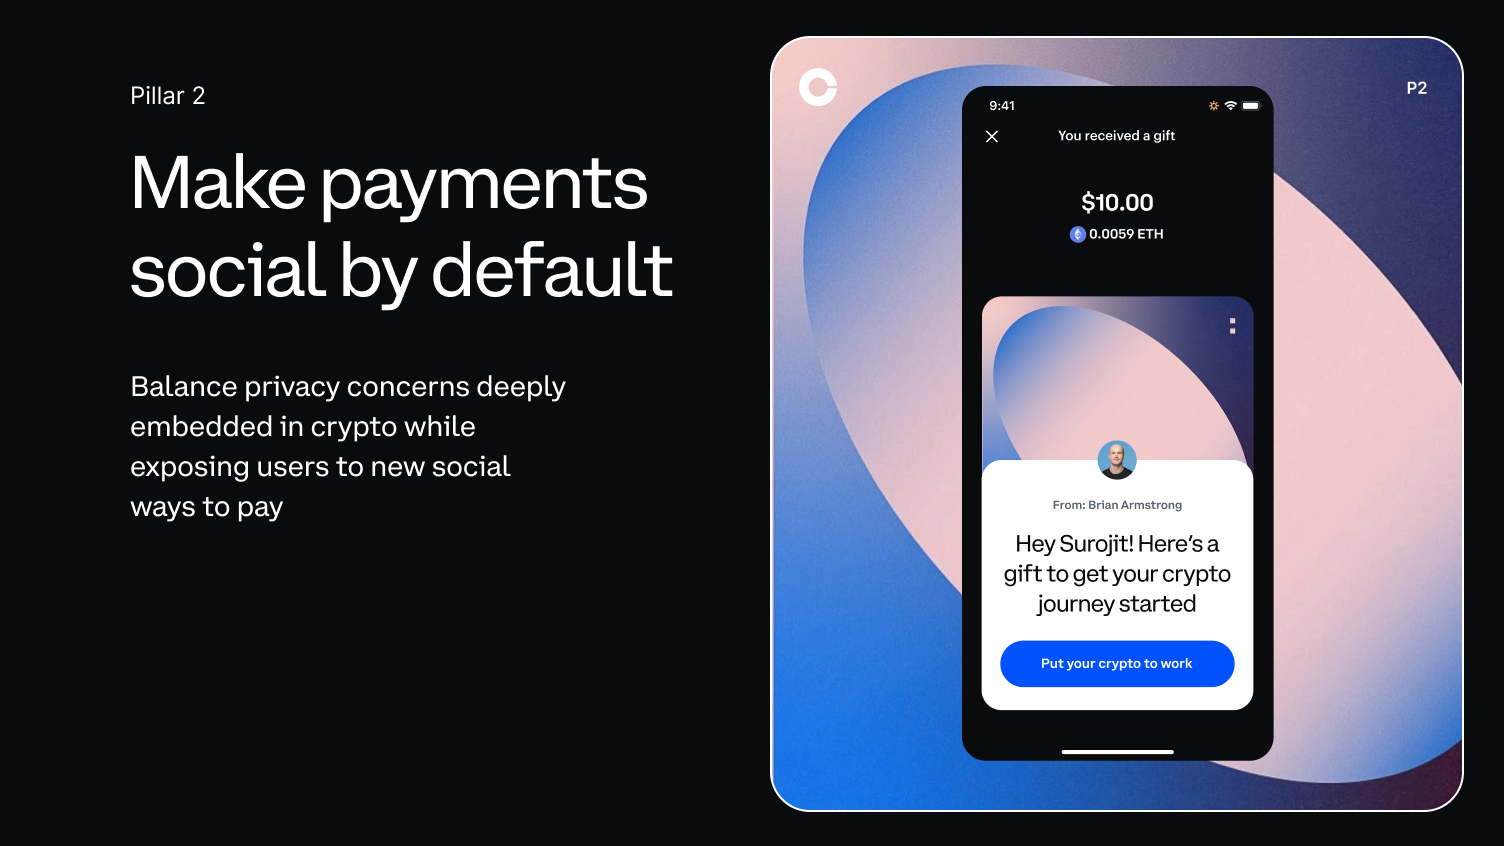 Pillar 2
Make payments
social by default
Balance privacy concerns deeply
embedded in crypto while
exposing users to new social
ways to pay
P2
9:41
You received a gift
$10.00
0.0059 ETH
From: Brian Armstrong
Hey Surojit! Here's a
gift to get your crypto
journey started
Put your crypto to work